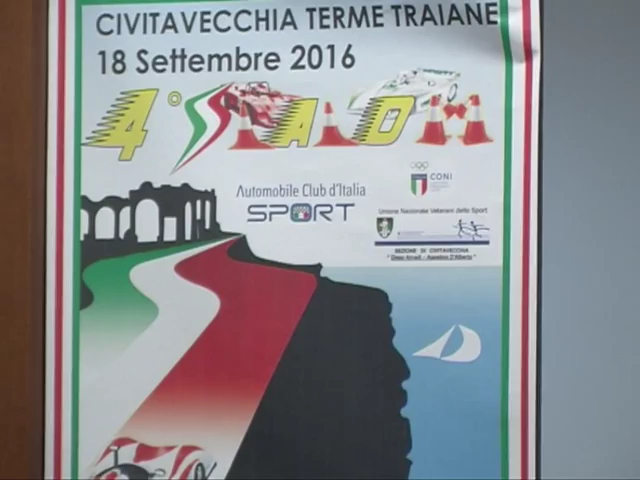 CIVITAVECCHIA TERME TRAIANE
18 Settembre 2016
4° SLALOM
Automobile Club d'Italia
SPORT
CONI
Unione Nazionale Veterani dello Sport
SEZIONE DI CIVITAVECCHIA